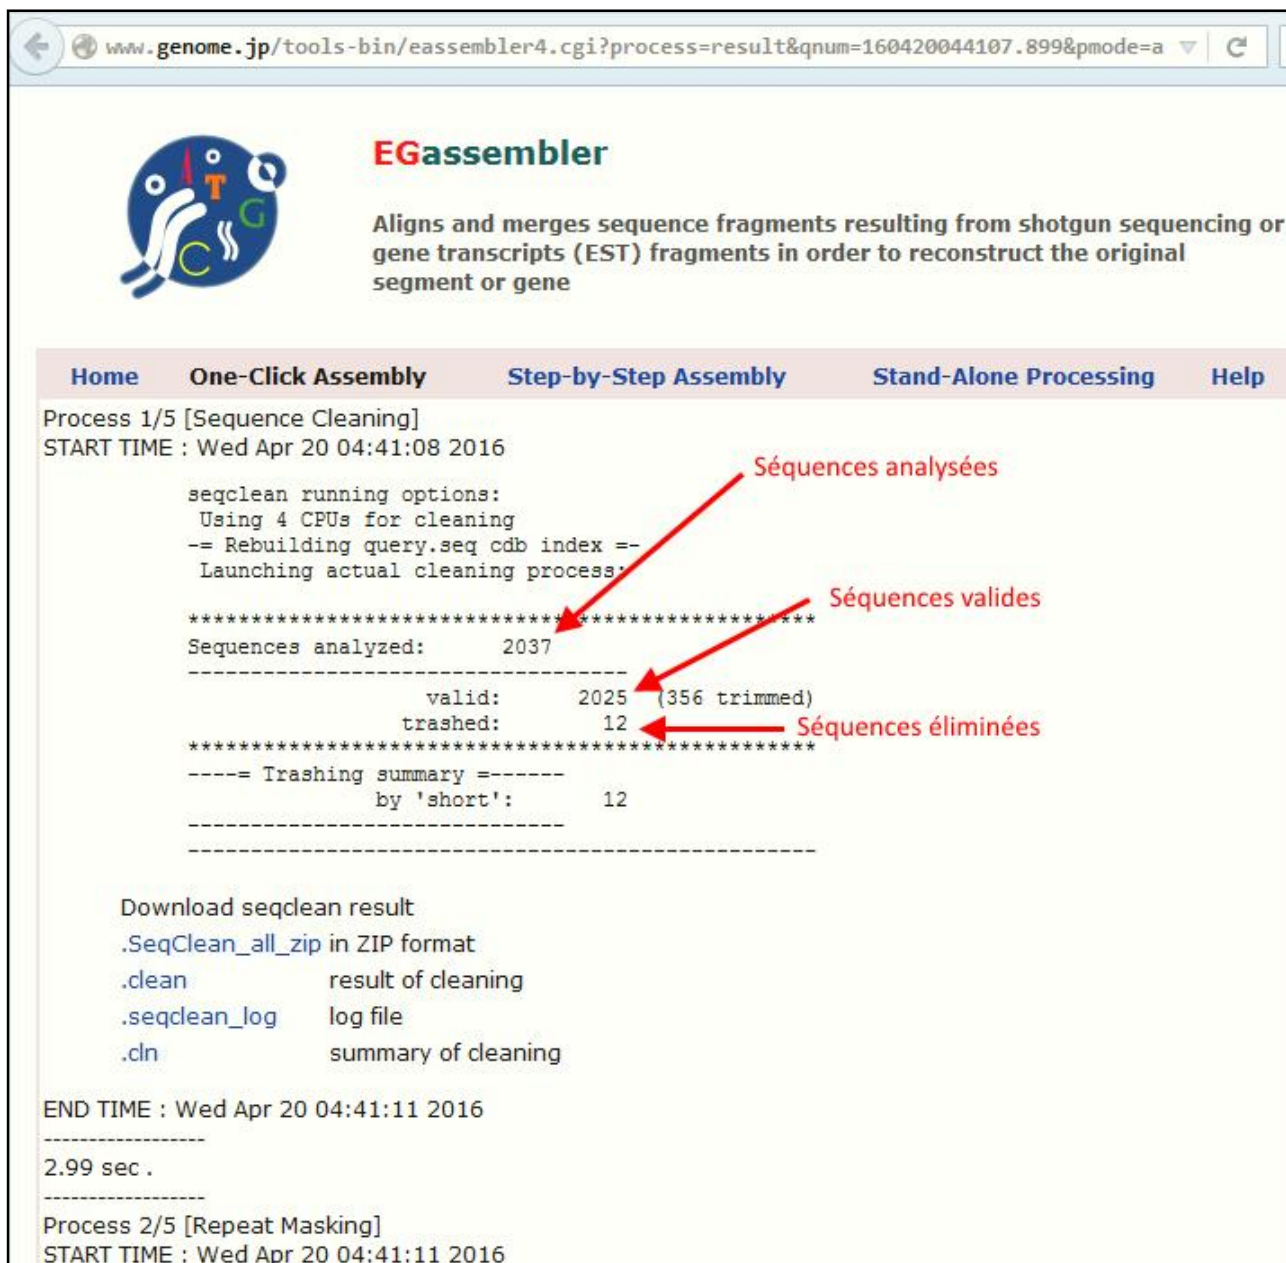 www.genome.jp/tools-bin/eassembler4.cgi?process=result&qnum=160420044107.899&pmode=a
A
T
G
C
EGassembler
Aligns and merges sequence fragments resulting from shotgun sequencing or
gene transcripts (EST) fragments in order to reconstruct the original
segment or gene
Home One-Click Assembly Step-by-Step Assembly Stand-Alone Processing Help
Process 1/5 [Sequence Cleaning]
START TIME : Wed Apr 20 04:41:08 2016
Séquences analysées
seqclean running options:
Using 4 CPUs for cleaning
-= Rebuilding query.seq cdb index =-
Launching actual cleaning process:
Séquences valides
**************************************************
Sequences analyzed: 2037
-----------------------------------
valid: 2025 (356 trimmed)
trashed: 12 Séquences éliminées
**************************************************
----= Trashing summary =------
by 'short': 12
------------------------------
--------------------------------------------------
Download seqclean result
.SeqClean_all_zip in ZIP format
.clean result of cleaning
.seqclean_log log file
.cln summary of cleaning
END TIME : Wed Apr 20 04:41:11 2016
------------------
2.99 sec .
------------------
Process 2/5 [Repeat Masking]
START TIME : Wed Apr 20 04:41:11 2016